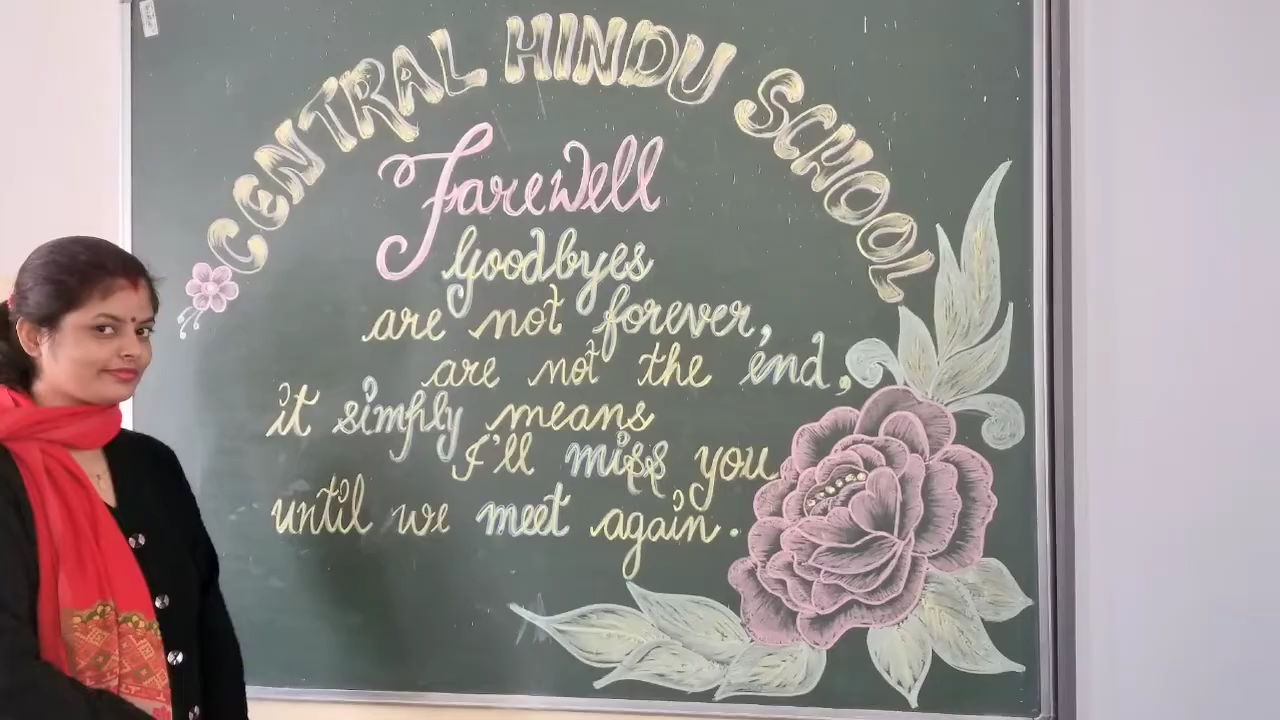 CENTRAL HINDU SCHOOL
Farewell
Goodbyes
are not forever,
are not the end,
it simply means
I'll miss you
until we meet again.